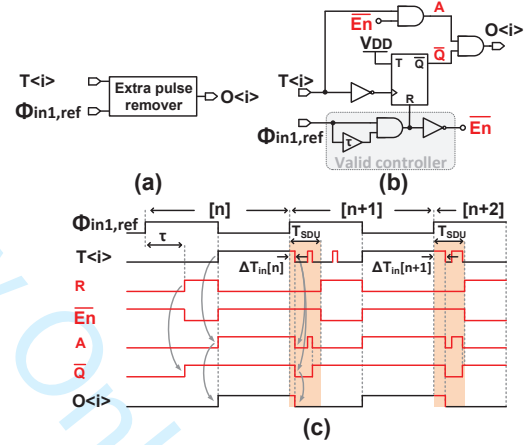 (a)
T<i>
Φin1,ref
Extra pulse
remover
O<i>
(b)
A
En
VDD
T
Q
Q
O<i>
T<i>
R
Φin1,ref
τ
En
Valid controller
[n]
[n+1]
[n+2]
Φin1,ref
τ
TSDU
TSDU
T<i>
ΔTin[n]
ΔTin[n+1]
R
En
A
Q
O<i>
(c)